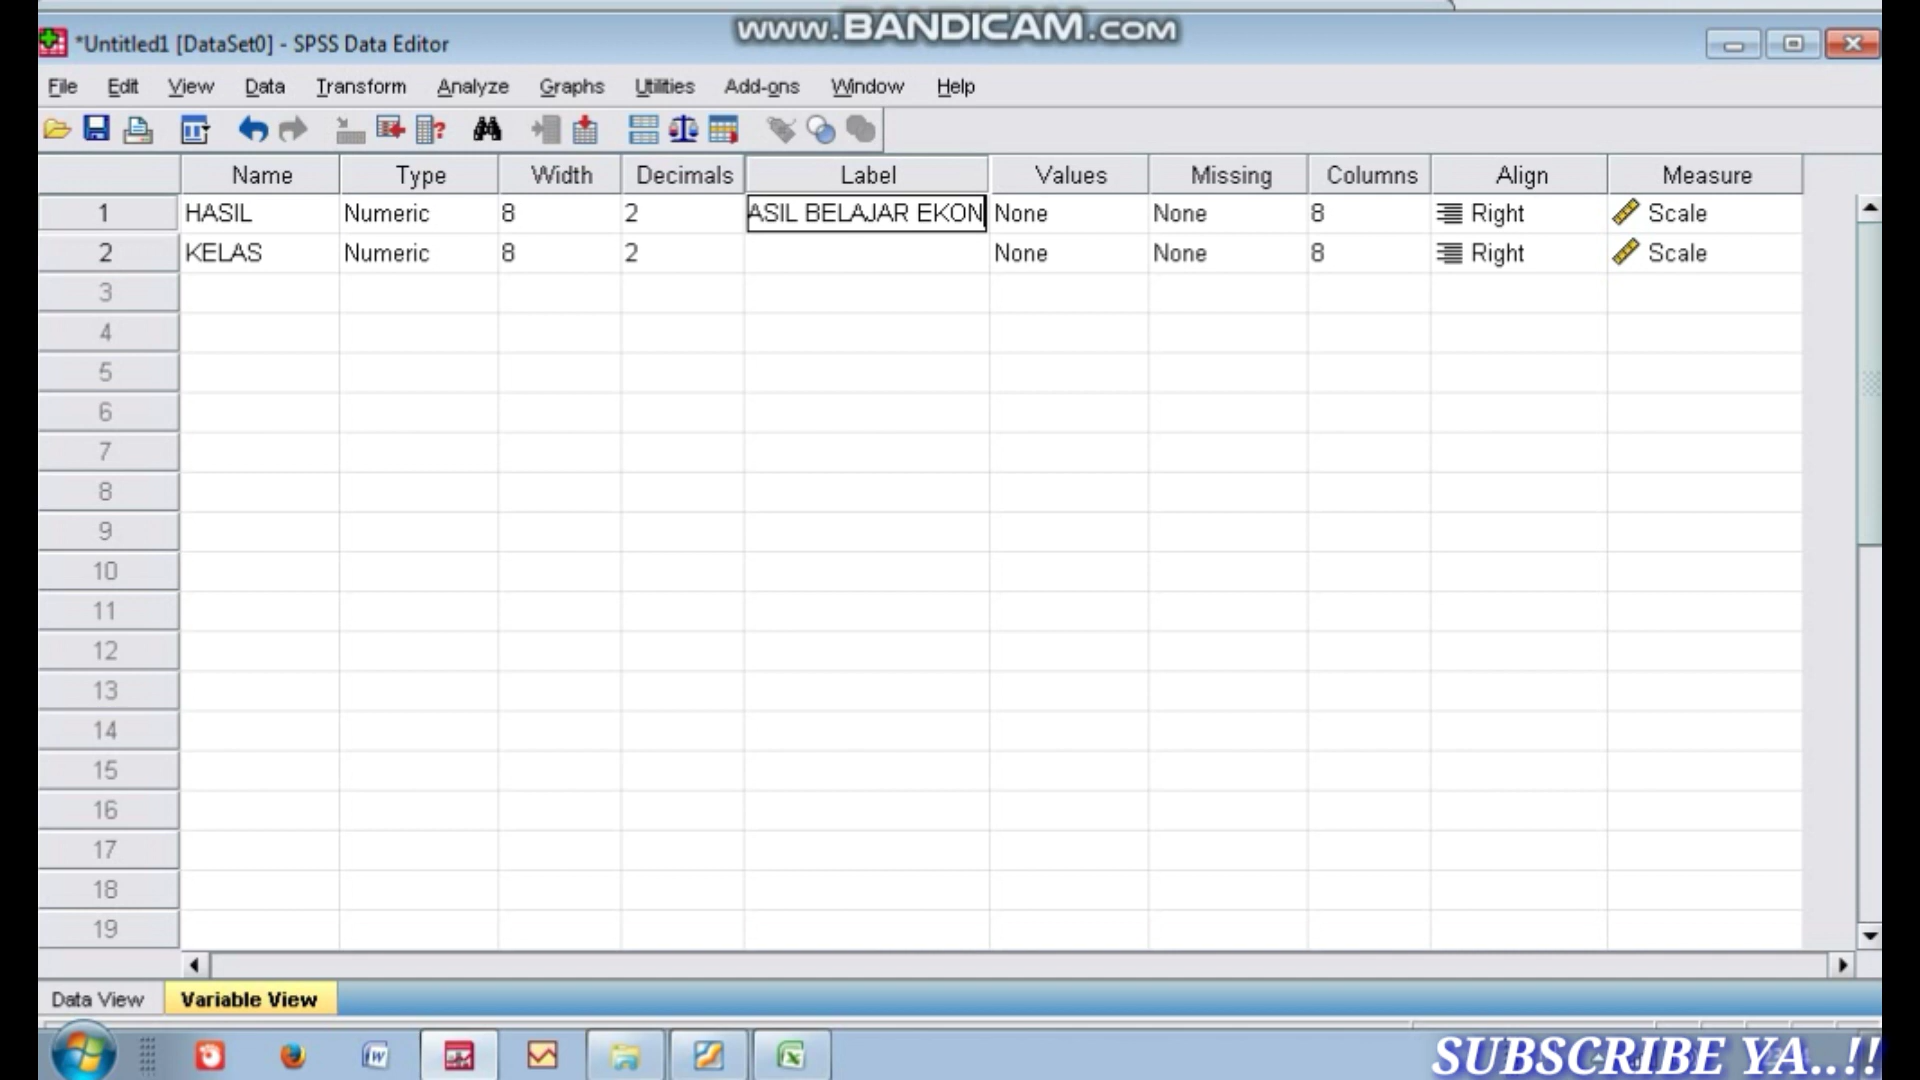 www.BANDICAM.com
*Untitled1 [DataSet0] - SPSS Data Editor
File Edit View Data Transform Analyze Graphs Utilities Add-ons Window Help
Name Type Width Decimals Label Values Missing Columns Align Measure
1 HASIL Numeric 8 2 ASIL BELAJAR EKON None None 8 Right Scale
2 KELAS Numeric 8 2 None None 8 Right Scale
3
4
5
6
7
8
9
10
11
12
13
14
15
16
17
18
19
Data View Variable View
SUBSCRIBE YA..!!